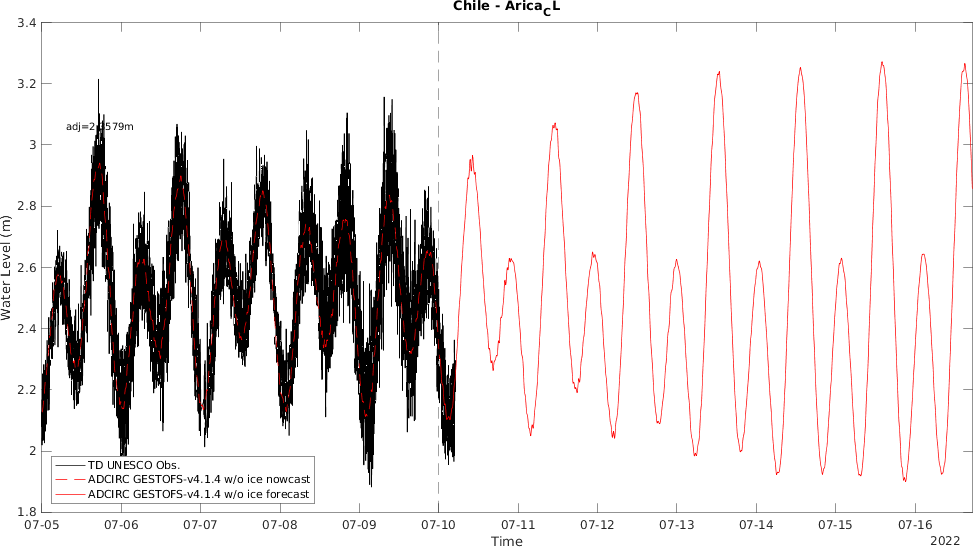 Chile - Arica_CL
3.4
3.2
3
2.8
2.6
2.4
2.2
2
1.8
Water Level (m)
TD UNESCO Obs.
ADCIRC GESTOFS-v4.1.4 w/o ice nowcast
ADCIRC GESTOFS-v4.1.4 w/o ice forecast
07-05 07-06 07-07 07-08 07-09 07-10 07-11 07-12 07-13 07-14 07-15 07-16
Time
2022